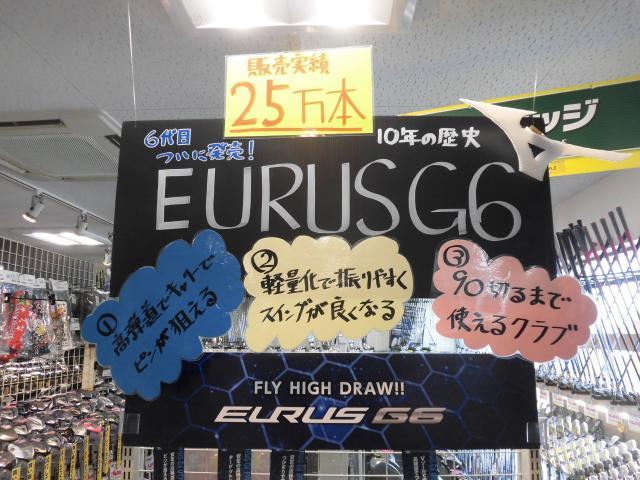 販売実績
25万本
6代目
ついに発売!
10年の歴史
EURUSG6
ッジ
①
高弾道でキャリーで
ピンが狙える
②
軽量化で振りやすく
スイングが良くなる
③
90切るまで
使えるクラブ
FLY HIGH DRAW!!
EURUS G6